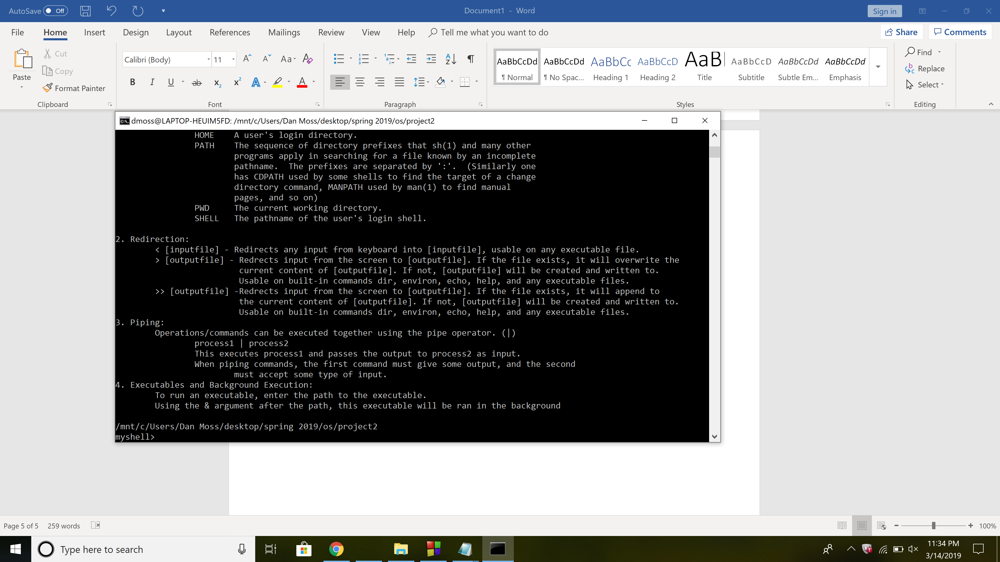 AutoSave Off
Document1 - Word
Sign in
File Home Insert Design Layout References Mailings Review View Help Tell me what you want to do
Share Comments
Paste
Cut
Copy
Format Painter
Clipboard
Calibri (Body) 11
Font
Paragraph
AaBbCcDd AaBbCcDd AaBbCc AaBbCcD AaB AaBbCcD AaBbCcDd AaBbCcDd
¶ Normal ¶ No Spac... Heading 1 Heading 2 Title Subtitle Subtle Em... Emphasis
Styles
Find
Replace
Select
Editing
dmoss@LAPTOP-HEUIM5FD: /mnt/c/Users/Dan Moss/desktop/spring 2019/os/project2
HOME A user's login directory.
PATH The sequence of directory prefixes that sh(1) and many other
programs apply in searching for a file known by an incomplete
pathname. The prefixes are separated by ':'. (Similarly one
has CDPATH used by some shells to find the target of a change
directory command, MANPATH used by man(1) to find manual
pages, and so on)
PWD The current working directory.
SHELL The pathname of the user's login shell.
2. Redirection:
< [inputfile] - Redirects any input from keyboard into [inputfile], usable on any executable file.
> [outputfile] - Redrects input from the screen to [outputfile]. If the file exists, it will overwrite the
current content of [outputfile]. If not, [outputfile] will be created and written to.
Usable on built-in commands dir, environ, echo, help, and any executable files.
>> [outputfile] -Redrects input from the screen to [outputfile]. If the file exists, it will append to
the current content of [outputfile]. If not, [outputfile] will be created and written to.
Usable on built-in commands dir, environ, echo, help, and any executable files.
3. Piping:
Operations/commands can be executed together using the pipe operator. (|)
process1 | process2
This executes process1 and passes the output to process2 as input.
When piping commands, the first command must give some output, and the second
must accept some type of input.
4. Executables and Background Execution:
To run an executable, enter the path to the executable.
Using the & argument after the path, this executable will be ran in the background
/mnt/c/Users/Dan Moss/desktop/spring 2019/os/project2
myshell>
Page 5 of 5 259 words
100%
Type here to search
11:34 PM
3/14/2019